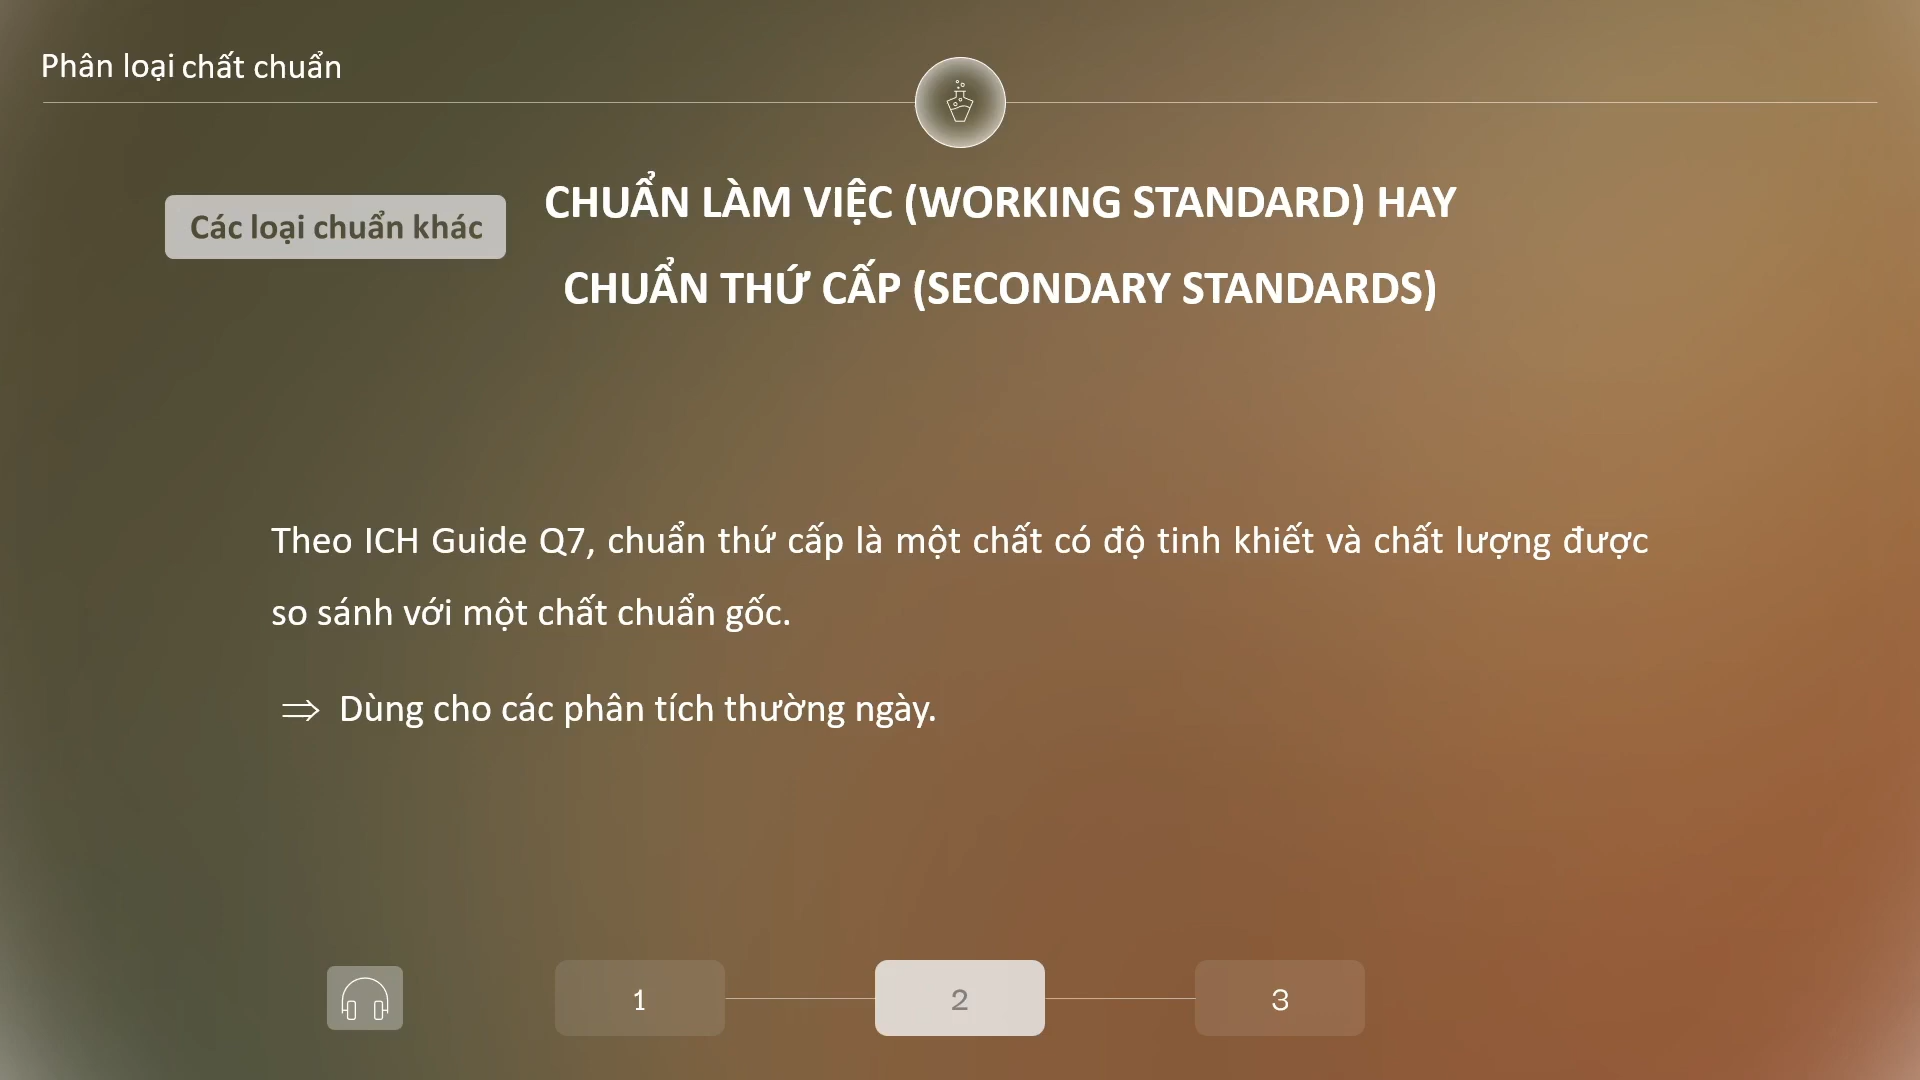 Phân loại chất chuẩn
Các loại chuẩn khác
CHUẨN LÀM VIỆC (WORKING STANDARD) HAY
CHUẨN THỨ CẤP (SECONDARY STANDARDS)
Theo ICH Guide Q7, chuẩn thứ cấp là một chất có độ tinh khiết và chất lượng được
so sánh với một chất chuẩn gốc.
⇒ Dùng cho các phân tích thường ngày.
1
2
3